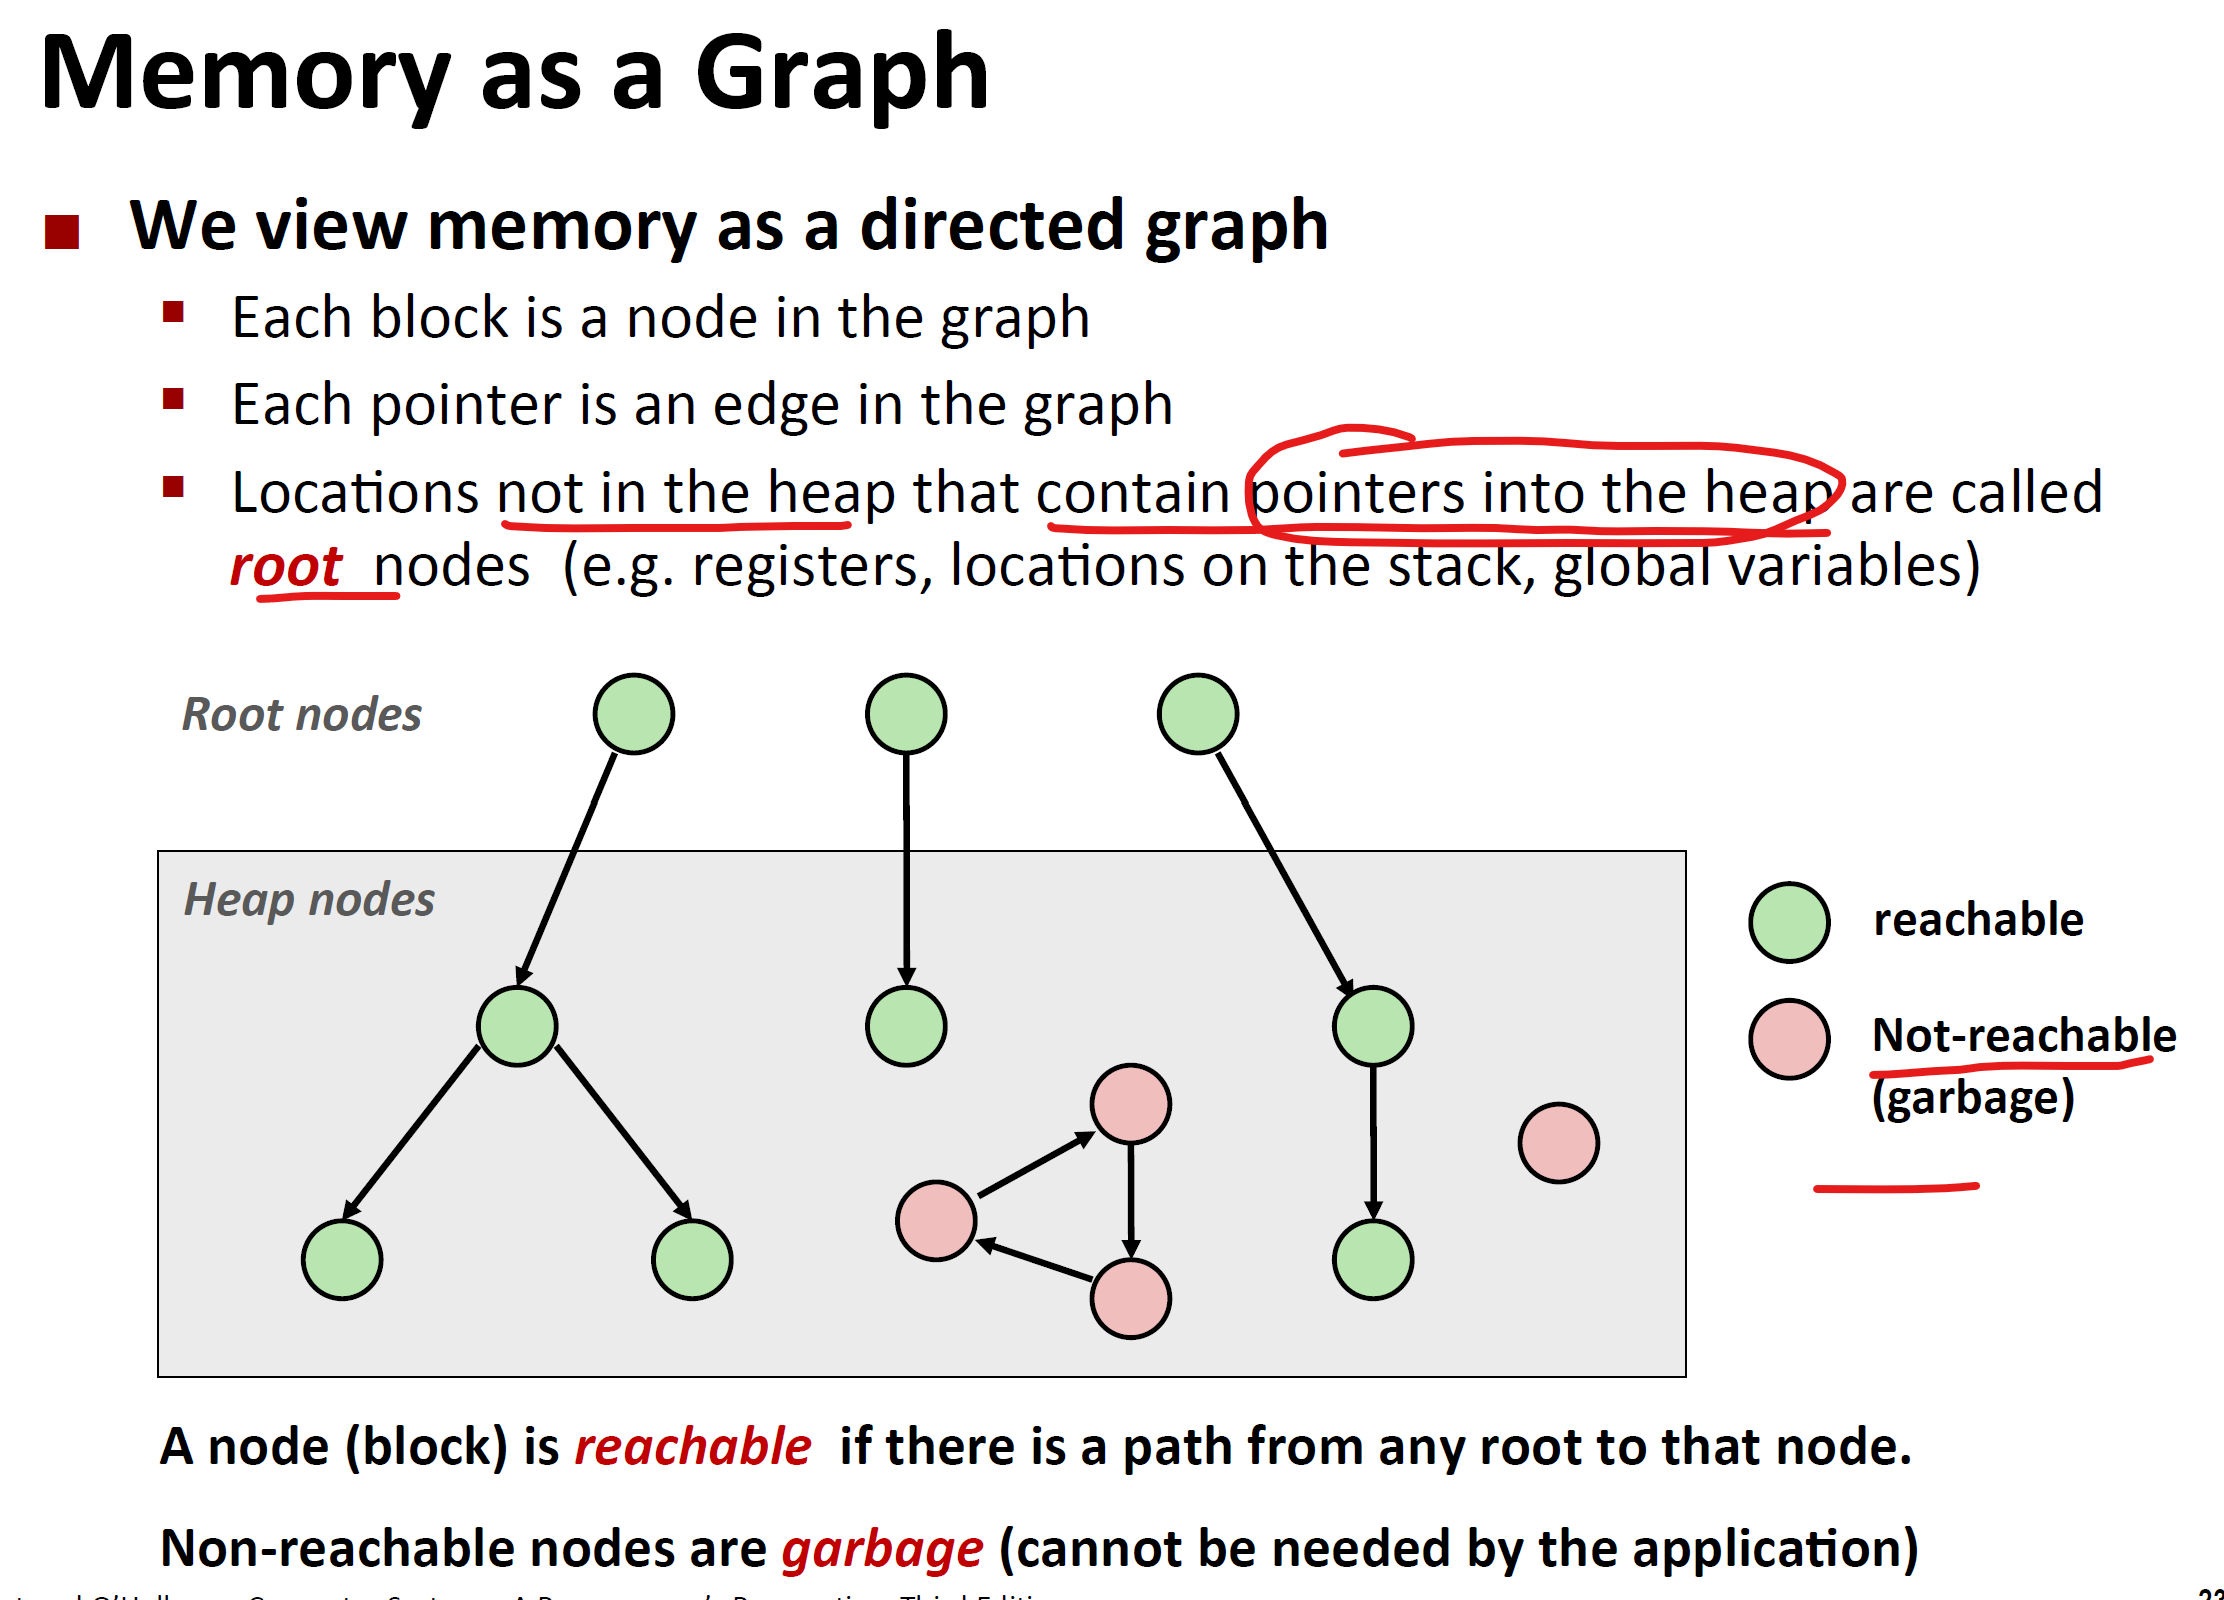 Memory as a Graph
We view memory as a directed graph
Each block is a node in the graph
Each pointer is an edge in the graph
Locations not in the heap that contain pointers into the heap are called
root nodes (e.g. registers, locations on the stack, global variables)
Root nodes
Heap nodes
reachable
Not-reachable
(garbage)
A node (block) is reachable if there is a path from any root to that node.
Non-reachable nodes are garbage (cannot be needed by the application)